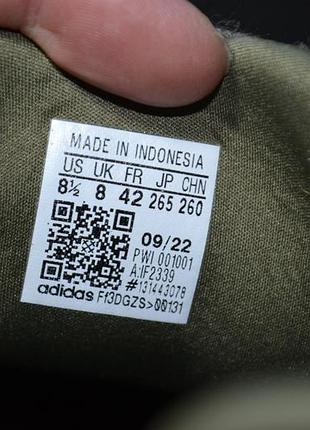 MADE IN INDONESIA
US UK FR JP CHN
8½ 8 42 265 260
09/22
PWI 001001
A:IF2339
#131443078
adidas Ff3DGZS>00131